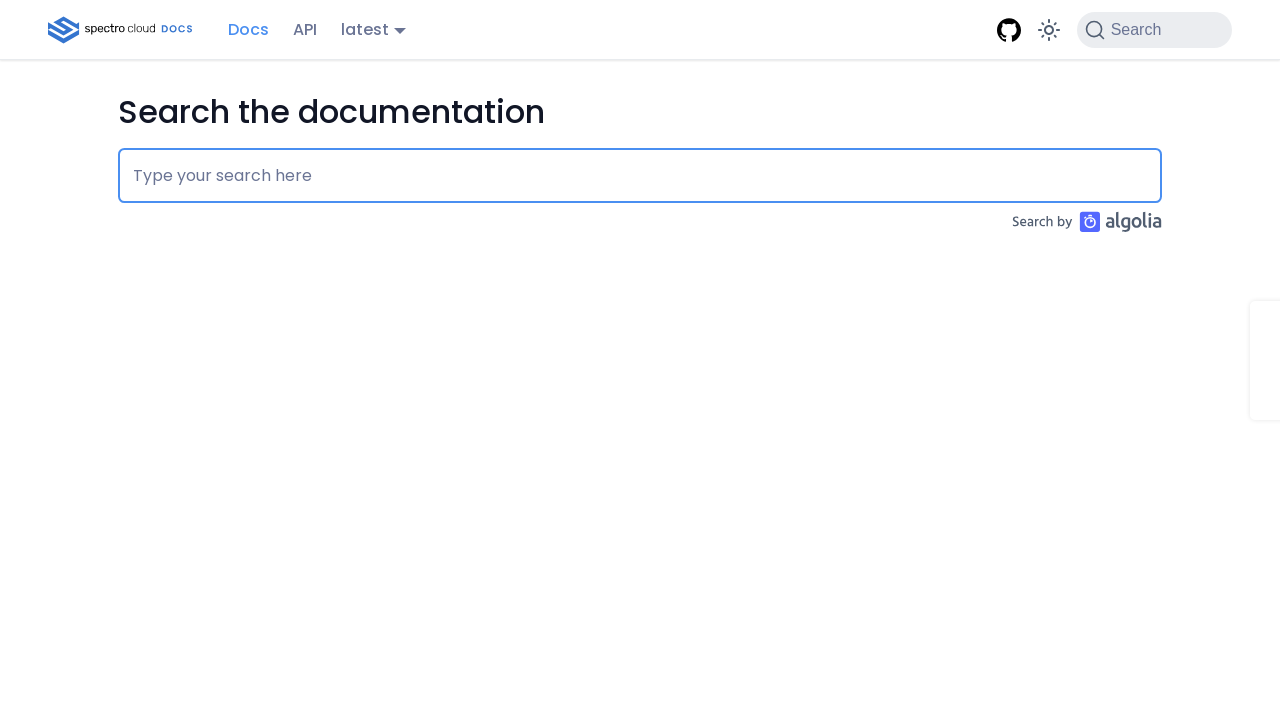 spectro cloud DOCS Docs API latest Search
Search the documentation
Type your search here
Search by algolia